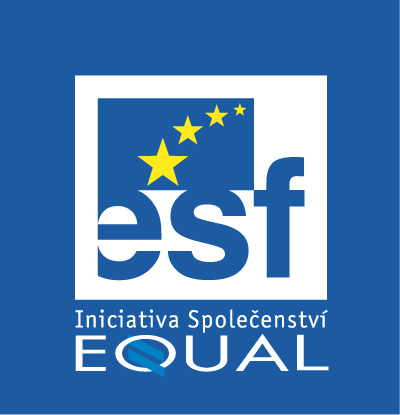 esf
Iniciativa Společenství
EQUAL